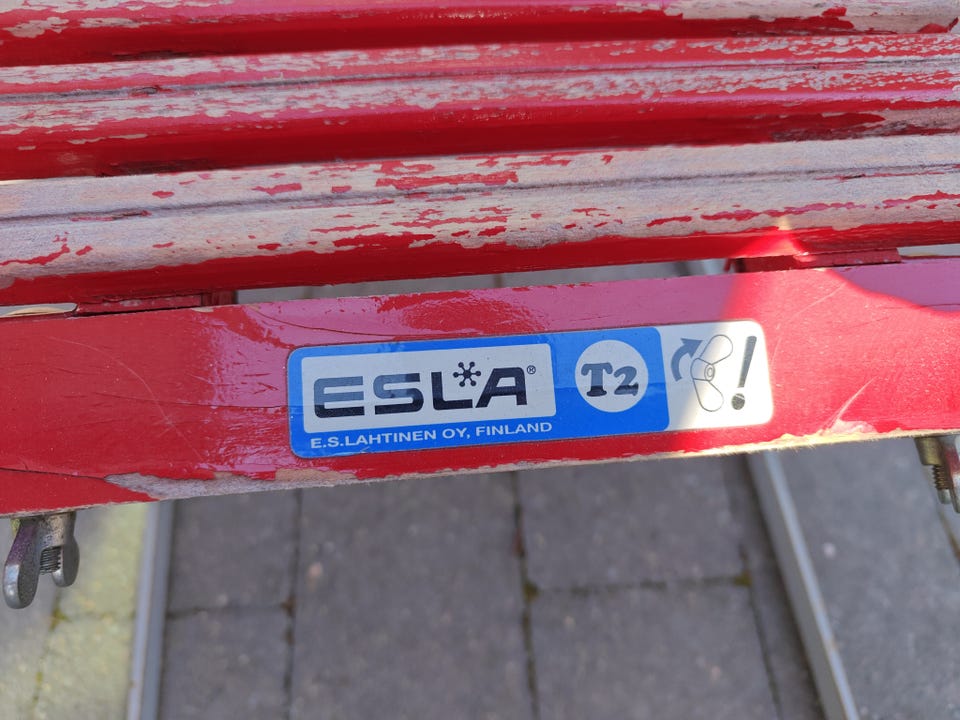 ESLA®
E.S.LAHTINEN OY, FINLAND
T2
!